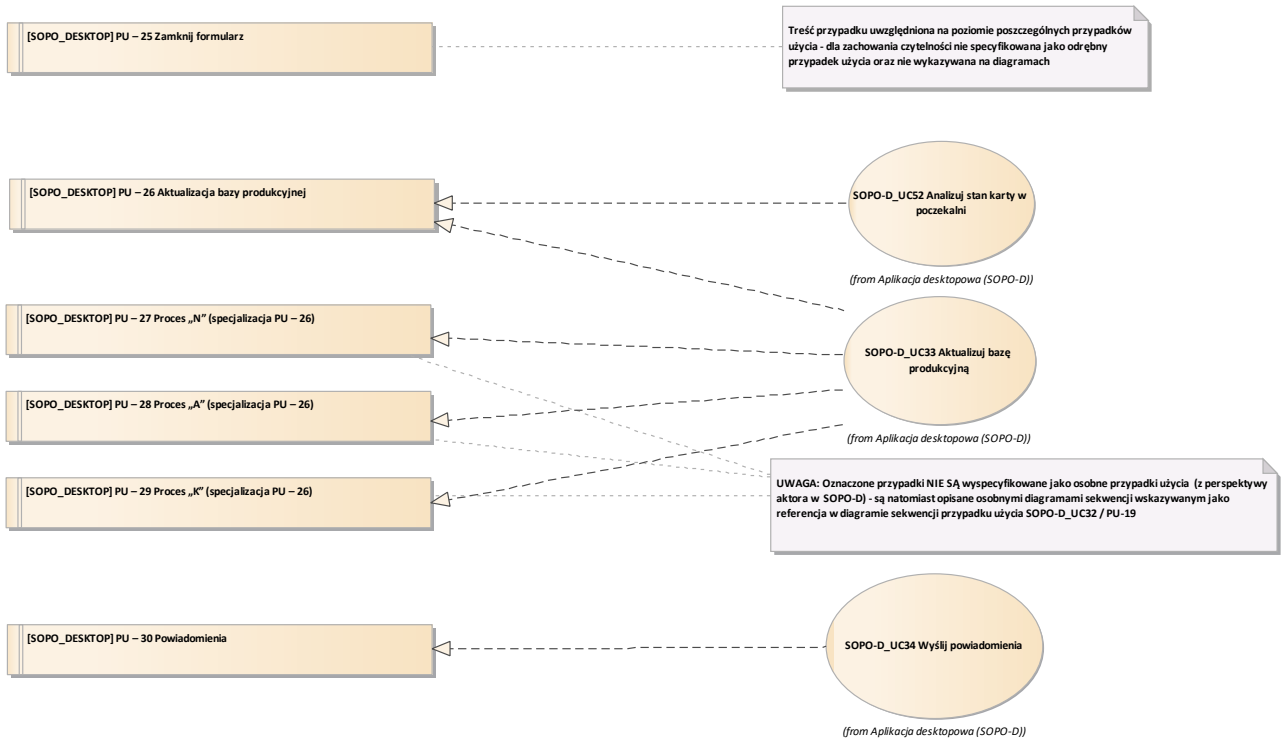 [SOPO_DESKTOP] PU – 25 Zamknij formularz
Treść przypadku uwzględniona na poziomie poszczególnych przypadków
użycia - dla zachowania czytelności nie specyfikowana jako odrębny
przypadek użycia oraz nie wykazywana na diagramach
[SOPO_DESKTOP] PU – 26 Aktualizacja bazy produkcyjnej
SOPO-D_UC52 Analizuj stan karty w
poczekalni
(from Aplikacja desktopowa (SOPO-D))
[SOPO_DESKTOP] PU – 27 Proces „N” (specjalizacja PU – 26)
SOPO-D_UC33 Aktualizuj bazę
produkcyjną
(from Aplikacja desktopowa (SOPO-D))
[SOPO_DESKTOP] PU – 28 Proces „A” (specjalizacja PU – 26)
[SOPO_DESKTOP] PU – 29 Proces „K” (specjalizacja PU – 26)
UWAGA: Oznaczone przypadki NIE SĄ wyspecyfikowane jako osobne przypadki użycia (z perspektywy
aktora w SOPO-D) - są natomiast opisane osobnymi diagramami sekwencji wskazywanym jako
referencja w diagramie sekwencji przypadku użycia SOPO-D_UC32 / PU-19
[SOPO_DESKTOP] PU – 30 Powiadomienia
SOPO-D_UC34 Wyślij powiadomienia
(from Aplikacja desktopowa (SOPO-D))